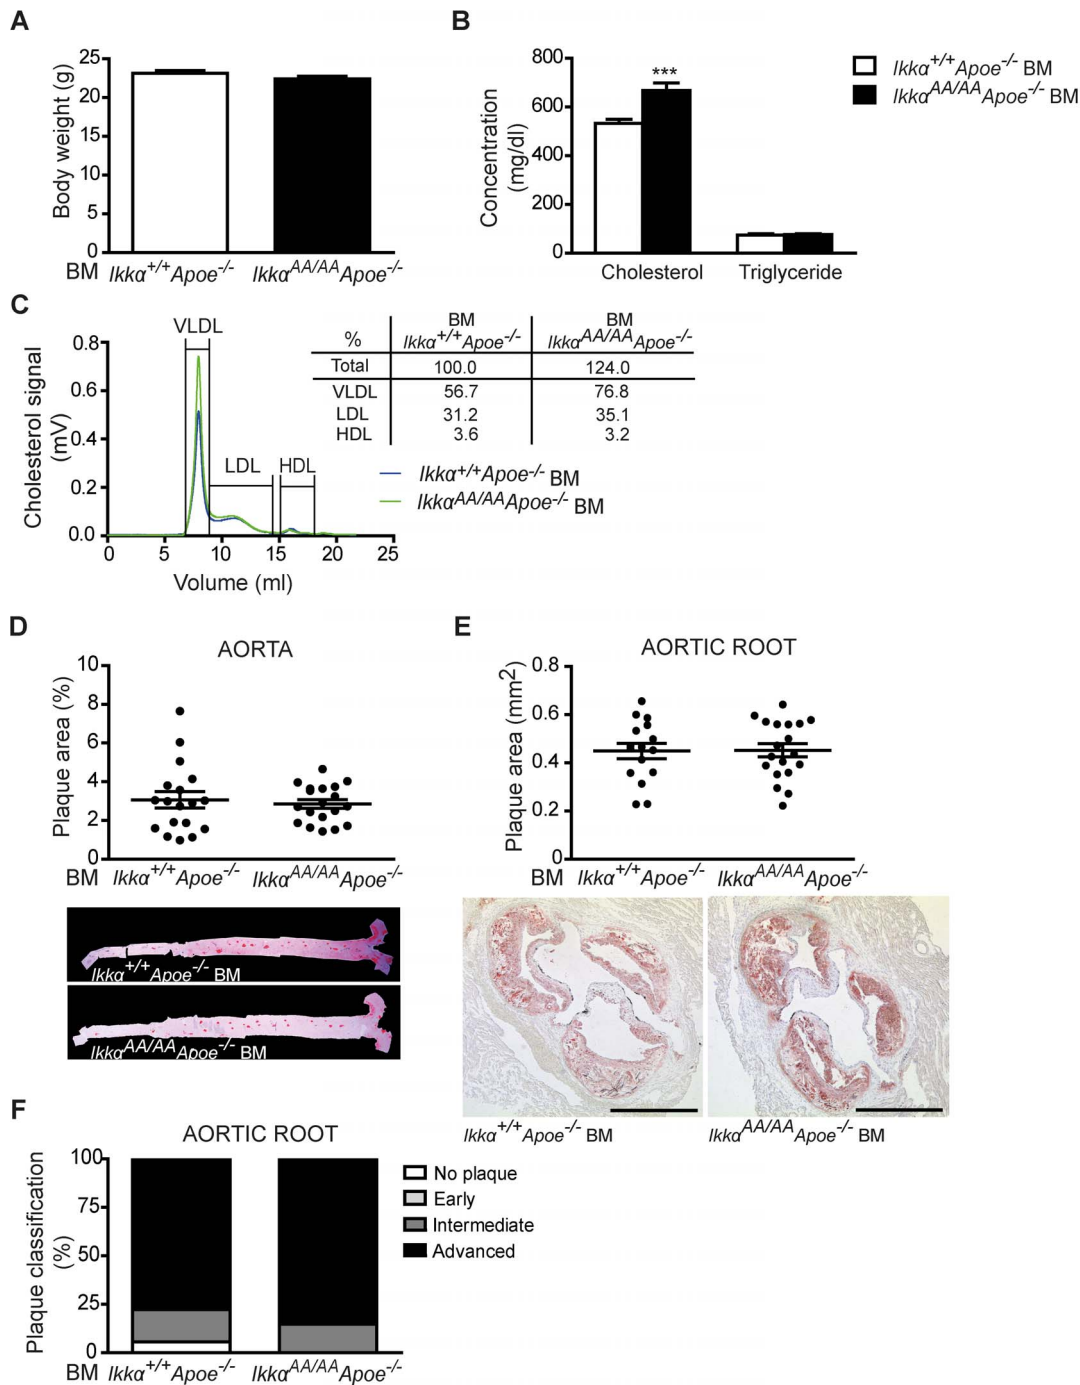 A
Body weight (g)
25
20
15
10
5
0
BM Ikkα+/+Apoe-/- IkkαAA/AAApoe-/-
B
Concentration
(mg/dl)
800
600
400
200
0
***
Cholesterol Triglyceride
Ikkα+/+Apoe-/- BM
IkkαAA/AAApoe-/- BM
C
Cholesterol signal
(mV)
0.8
0.6
0.4
0.2
0.0
VLDL
LDL HDL
0 5 10 15 20 25
Volume (ml)
% BM Ikkα+/+Apoe-/- BM IkkαAA/AAApoe-/-
Total 100.0 124.0
VLDL 56.7 76.8
LDL 31.2 35.1
HDL 3.6 3.2
Ikkα+/+Apoe-/- BM
IkkαAA/AAApoe-/- BM
D
AORTA
Plaque area (%)
10
8
6
4
2
0
BM Ikkα+/+Apoe-/- IkkαAA/AAApoe-/-
Ikkα+/+Apoe-/- BM
IkkαAA/AAApoe-/- BM
E
AORTIC ROOT
Plaque area (mm2)
0.8
0.6
0.4
0.2
0
BM Ikkα+/+Apoe-/- IkkαAA/AAApoe-/-
Ikkα+/+Apoe-/- BM
IkkαAA/AAApoe-/- BM
F
AORTIC ROOT
Plaque classification
(%)
100
75
50
25
0
BM Ikkα+/+Apoe-/- IkkαAA/AAApoe-/-
No plaque
Early
Intermediate
Advanced